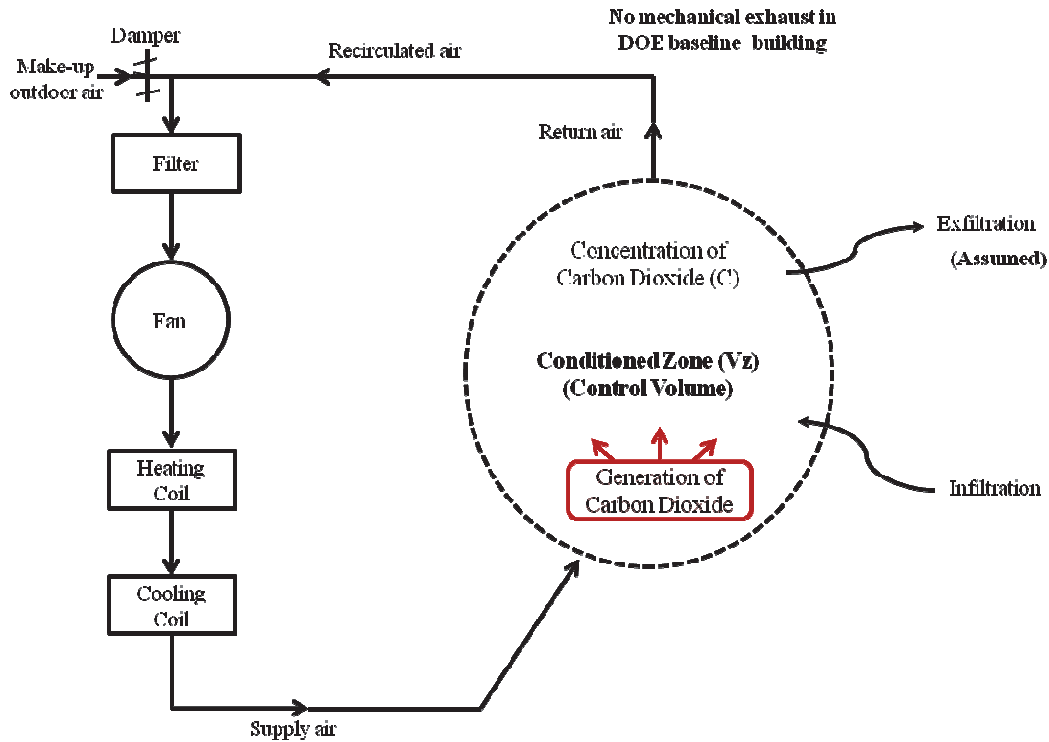 No mechanical exhaust in
DOE baseline building
Damper
Recirculated air
Make-up
outdoor air
Return air
Filter
Exfiltration
(Assumed)
Concentration of
Carbon Dioxide (C)
Fan
Conditioned Zone (Vz)
(Control Volume)
Heating
Coil
Generation of
Carbon Dioxide
Infiltration
Cooling
Coil
Supply air